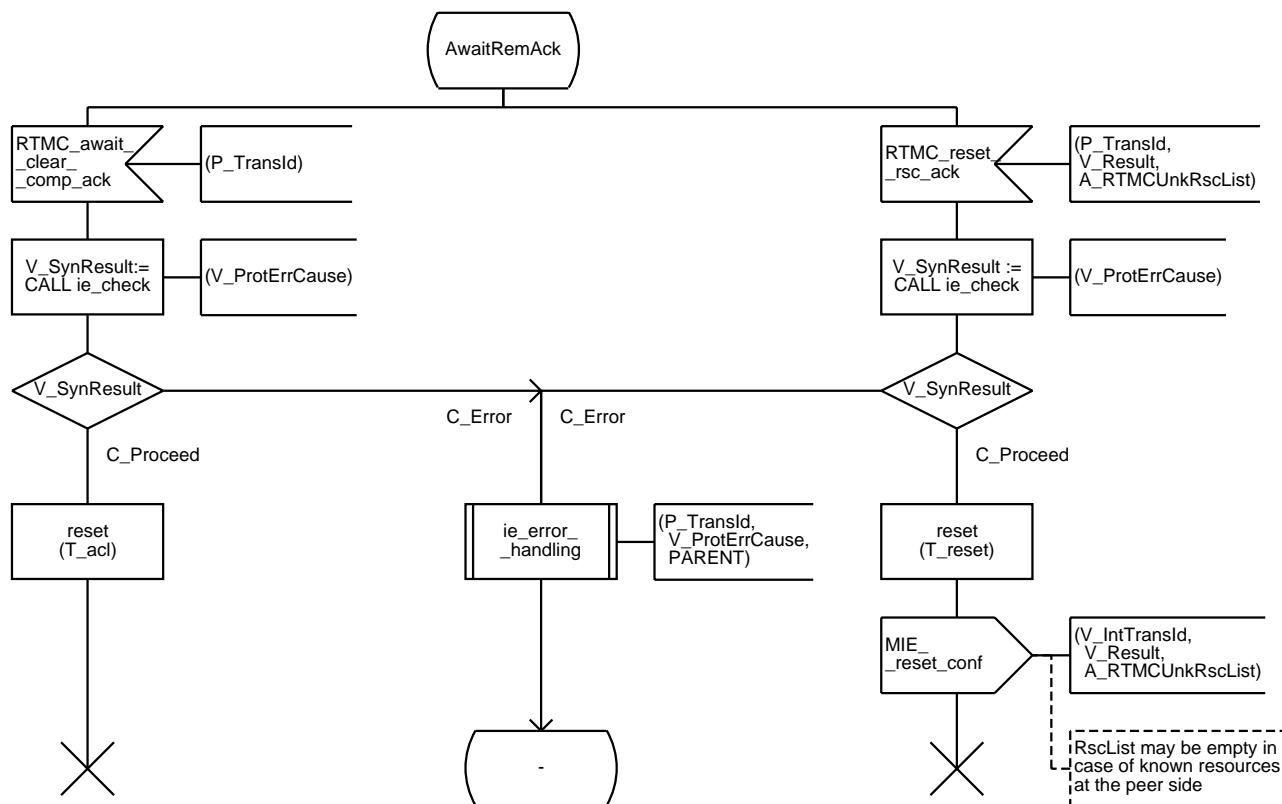 AwaitRemAck
RTMC_await_
_clear_
_comp_ack
(P_TransId)
RTMC_reset_
_rsc_ack
(P_TransId,
V_Result,
A_RTMCUnkRscList)
V_SynResult:=
CALL ie_check
(V_ProtErrCause)
V_SynResult :=
CALL ie_check
(V_ProtErrCause)
V_SynResult
V_SynResult
C_Error
C_Error
C_Proceed
C_Proceed
reset
(T_acl)
ie_error_
_handling
(P_TransId,
V_ProtErrCause,
PARENT)
reset
(T_reset)
MIE_
_reset_conf
(V_IntTransId,
V_Result,
A_RTMCUnkRscList)
-
RscList may be empty in
case of known resources
at the peer side